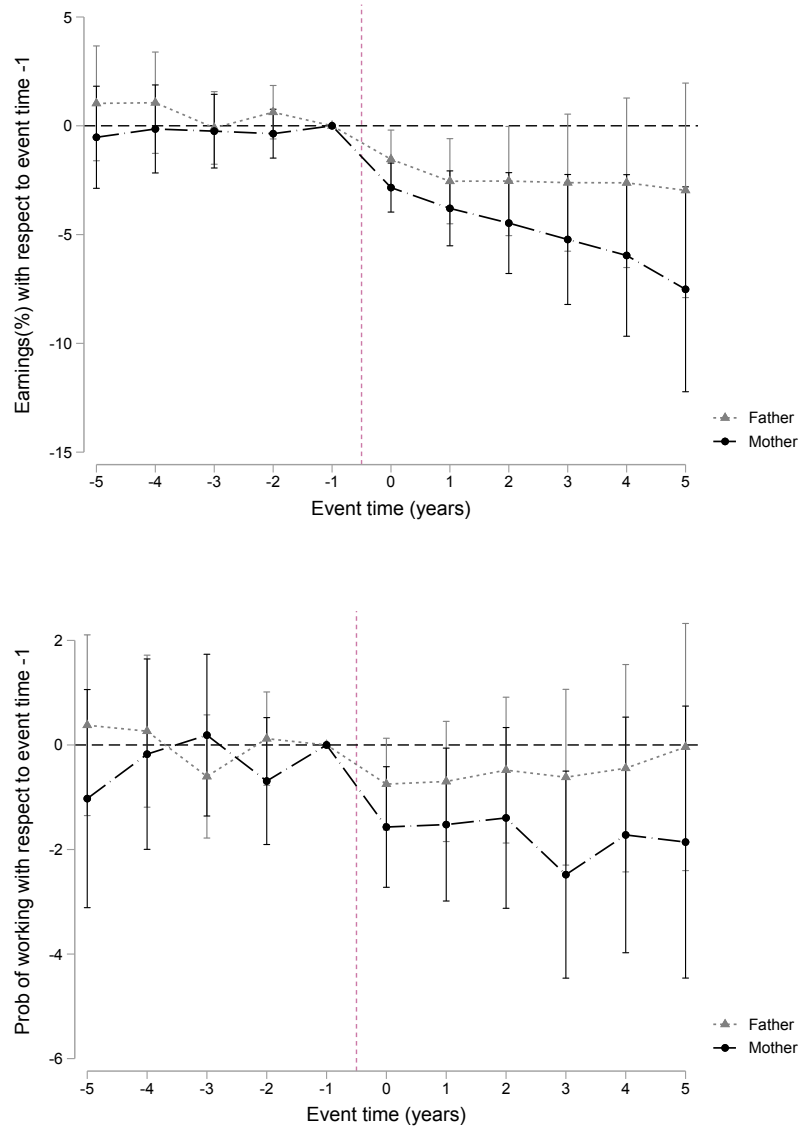 Earnings(%) with respect to event time -1
5
0
-5
-10
-15
-5 -4 -3 -2 -1 0 1 2 3 4 5
Event time (years)
Father
Mother
Prob of working with respect to event time -1
2
0
-2
-4
-6
-5 -4 -3 -2 -1 0 1 2 3 4 5
Event time (years)
Father
Mother